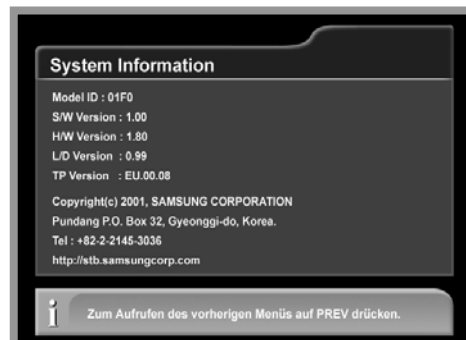 System Information
Model ID : 01F0
S/W Version : 1.00
H/W Version : 1.80
L/D Version : 0.99
TP Version : EU.00.08
Copyright(c) 2001, SAMSUNG CORPORATION
Pundang P.O. Box 32, Gyeonggi-do, Korea.
Tel : +82-2-2145-3036
http://stb.samsungcorp.com
i Zum Aufrufen des vorherigen Menüs auf PREV drücken.